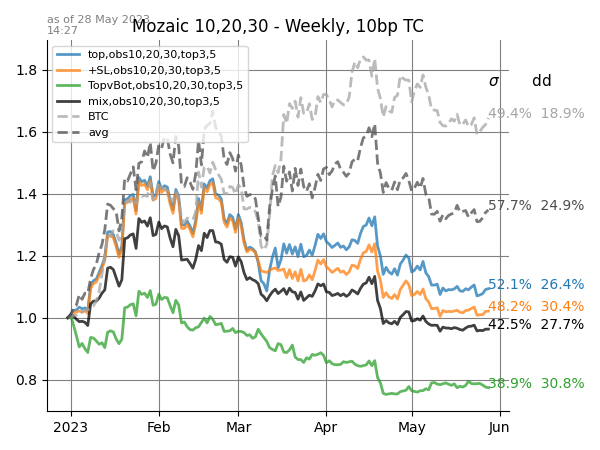 as of 28 May 2023
14:27
Mozaic 10,20,30 - Weekly, 10bp TC
top,obs10,20,30,top3,5
+SL,obs10,20,30,top3,5
TopvBot,obs10,20,30,top3,5
mix,obs10,20,30,top3,5
BTC
avg
σ dd
49.4% 18.9%
57.7% 24.9%
52.1% 26.4%
48.2% 30.4%
42.5% 27.7%
38.9% 30.8%
1.8
1.6
1.4
1.2
1.0
0.8
2023 Feb Mar Apr May Jun